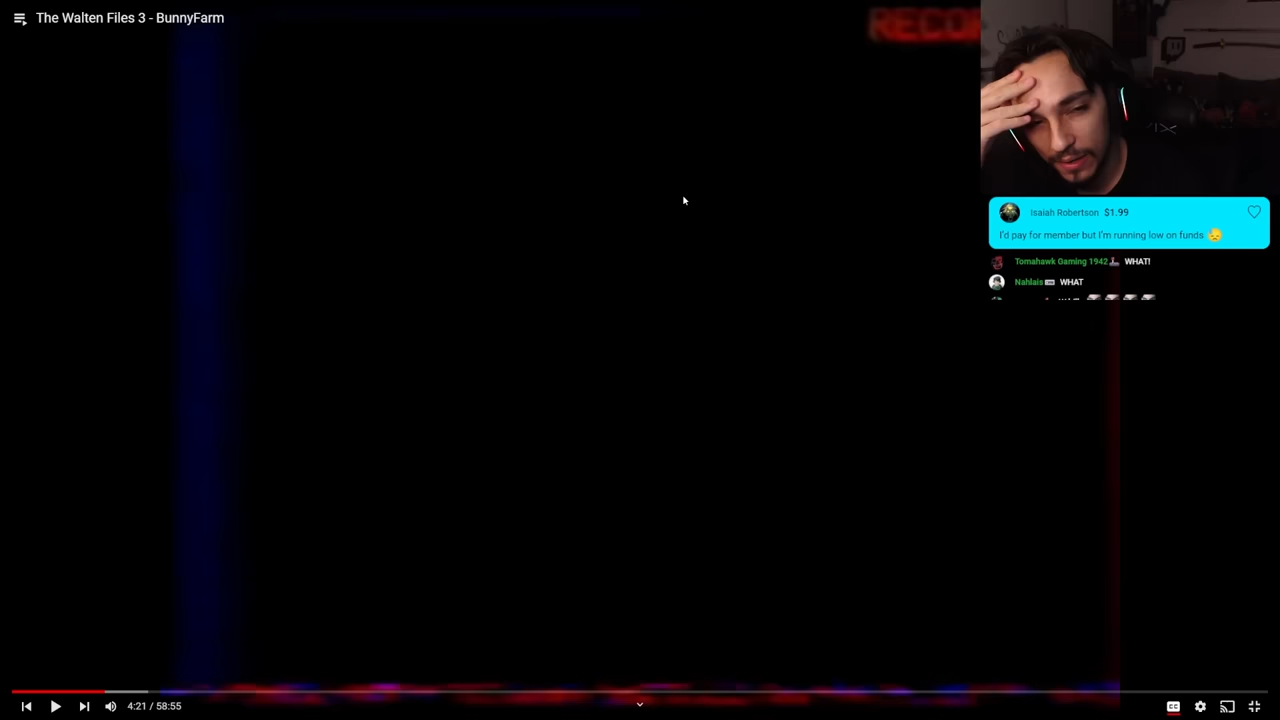 The Walten Files 3 - BunnyFarm
Isaiah Robertson $1.99
I'd pay for member but I'm running low on funds 😓
Tomahawk Gaming 1942 WHAT!
Nahlais WHAT
4:21 / 58:55
CC